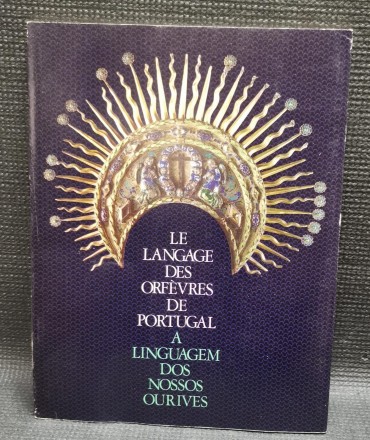 LE
LANGAGE
DES
ORFÈVRES
DE
PORTUGAL
A
LINGUAGEM
DOS
NOSSOS
OURIVES